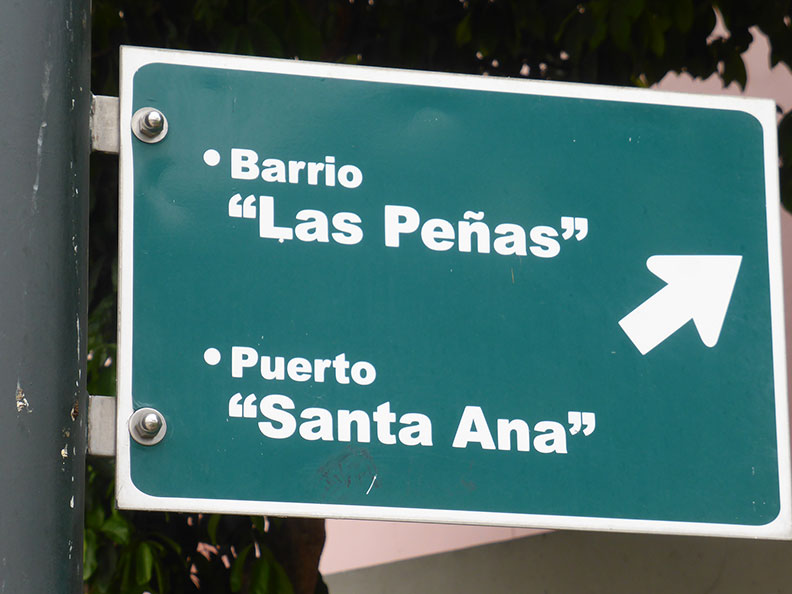 • Barrio
“Las Peñas”
• Puerto
“Santa Ana”